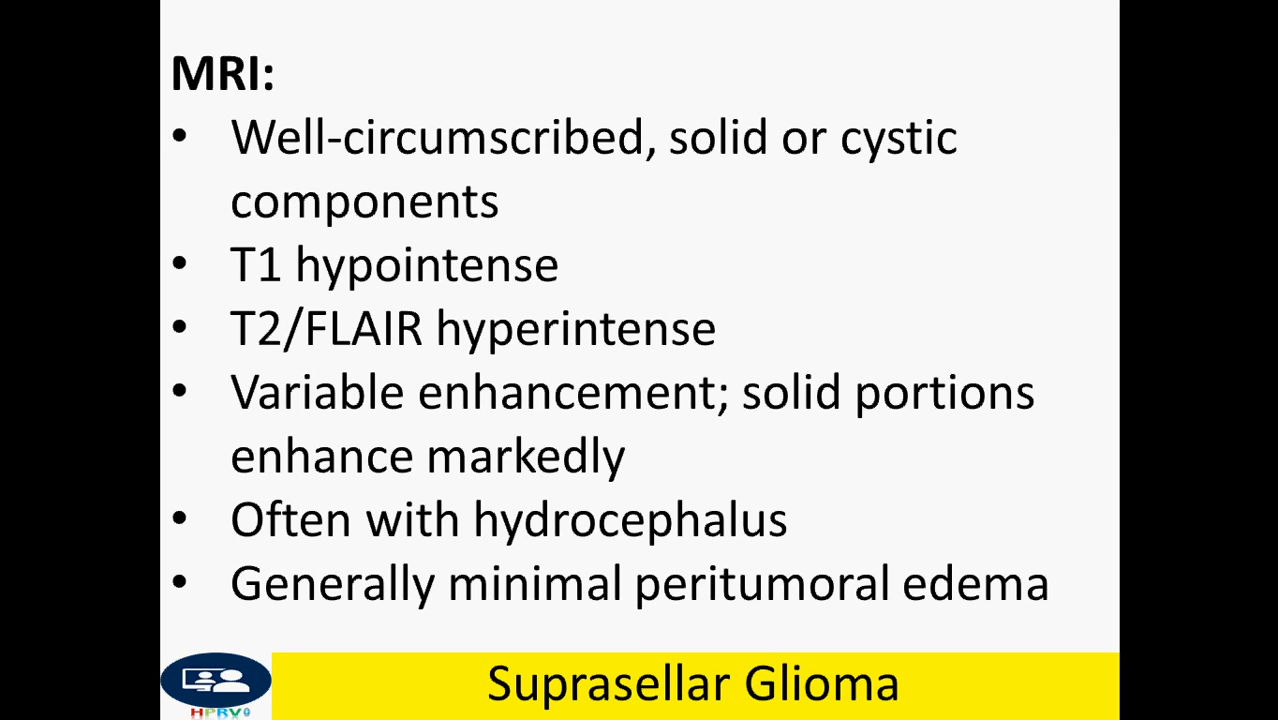 MRI:
• Well-circumscribed, solid or cystic
components
• T1 hypointense
• T2/FLAIR hyperintense
• Variable enhancement; solid portions
enhance markedly
• Often with hydrocephalus
• Generally minimal peritumoral edema
Suprasellar Glioma
HPRV